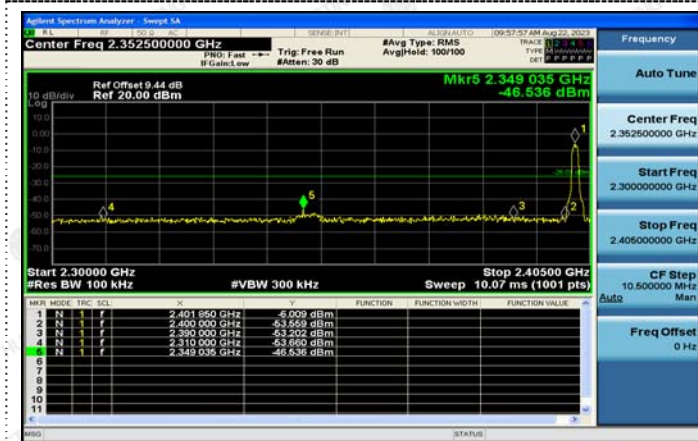 Agilent Spectrum Analyzer - Swept SA
RL RF 50 Ω AC SENSE:INT ALIGNAUTO 09:57:57 AM Aug 22, 2023
Center Freq 2.352500000 GHz
PNO: Fast
IFGain:Low
Trig: Free Run
#Atten: 30 dB
#Avg Type: RMS
Avg|Hold: 100/100
TRACE 1 2 3 4 5 6
TYPE M
DET P P P P P P
Frequency
Auto Tune
Center Freq
2.352500000 GHz
Start Freq
2.300000000 GHz
Stop Freq
2.405000000 GHz
CF Step
10.500000 MHz
Auto Man
Freq Offset
0 Hz
Ref Offset 9.44 dB
10 dB/div Ref 20.00 dBm
Log
Mkr5 2.349 035 GHz
-46.536 dBm
10.0
0.00
-10.0
-20.0
-30.0
-40.0
-50.0
-60.0
-70.0
1
2
3
4
5
Start 2.30000 GHz Stop 2.40500 GHz
#Res BW 100 kHz #VBW 300 kHz Sweep 10.07 ms (1001 pts)
MKR MODE TRC SCL X Y FUNCTION FUNCTION WIDTH FUNCTION VALUE
1 N 1 f 2.401 850 GHz -6.009 dBm
2 N 1 f 2.400 000 GHz -53.559 dBm
3 N 1 f 2.390 000 GHz -53.202 dBm
4 N 1 f 2.310 000 GHz -53.660 dBm
5 N 1 f 2.349 035 GHz -46.536 dBm
6
7
8
9
10
11
MSG STATUS